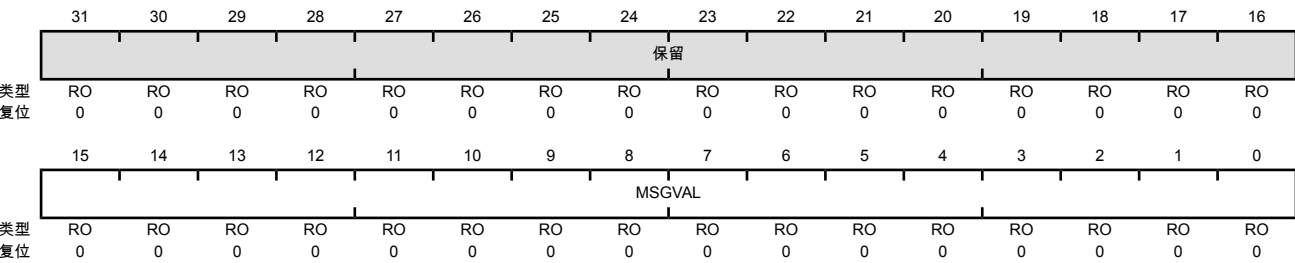 31 30 29 28 27 26 25 24 23 22 21 20 19 18 17 16
保留
类型 RO RO RO RO RO RO RO RO RO RO RO RO RO RO RO RO
复位 0 0 0 0 0 0 0 0 0 0 0 0 0 0 0 0
15 14 13 12 11 10 9 8 7 6 5 4 3 2 1 0
MSGVAL
类型 RO RO RO RO RO RO RO RO RO RO RO RO RO RO RO RO
复位 0 0 0 0 0 0 0 0 0 0 0 0 0 0 0 0